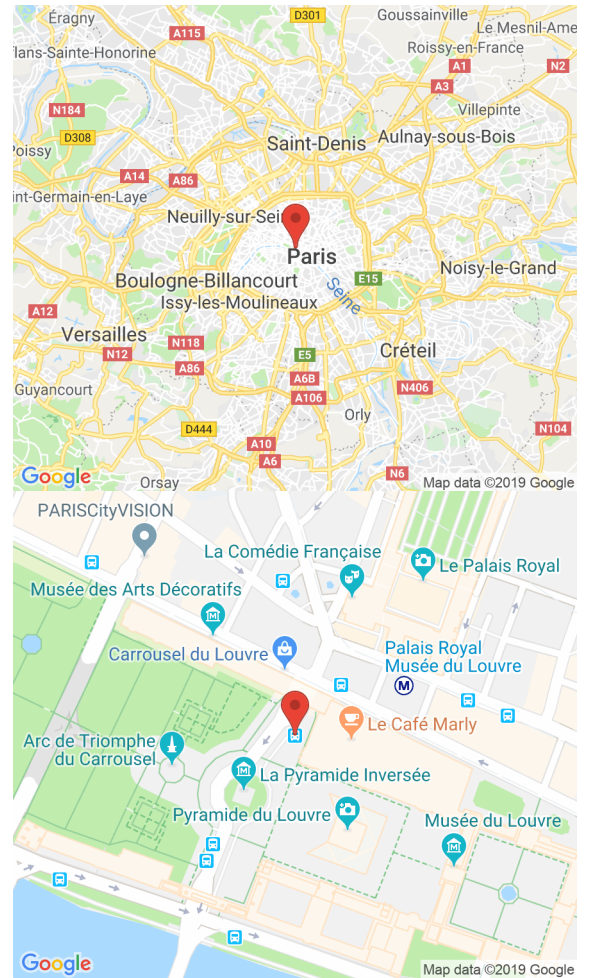 Éragny
D301
Goussainville
A115
Le Mesnil-Ame
Roissy-en-France
flans-Sainte-Honorine
A1
N2
A3
N184
Villepinte
D308
Saint-Denis
Aulnay-sous-Bois
Poissy
A14
A86
int-Germain-en-Laye
Neuilly-sur-Sein
Paris
Noisy-le-Grand
Boulogne-Billancourt
E15
Seine
Issy-les-Moulineaux
A12
Versailles
N118
Créteil
N12
E5
A86
A6B
Guyancourt
N406
A106
Orly
D444
N104
A10
A6
N6
Google
Orsay
Map data ©2019 Google
PARISCityVISION
La Comédie Française
Le Palais Royal
Musée des Arts Décoratifs
Carrousel du Louvre
Palais Royal
Musée du Louvre
M
Le Café Marly
Arc de Triomphe
du Carrousel
La Pyramide Inversée
Pyramide du Louvre
Musée du Louvre
Google
Map data ©2019 Google